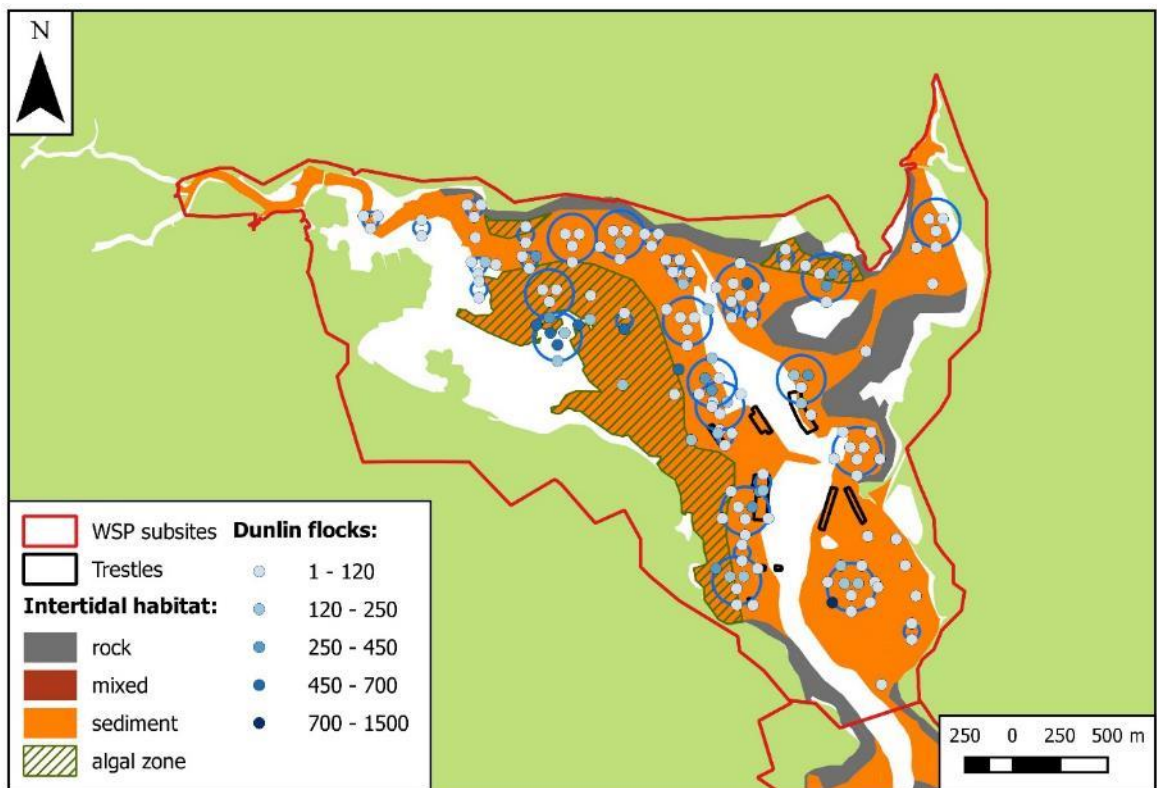 N
WSP subsites
Trestles
Intertidal habitat:
rock
mixed
sediment
algal zone
Dunlin flocks:
1 - 120
120 - 250
250 - 450
450 - 700
700 - 1500
250 0 250 500 m